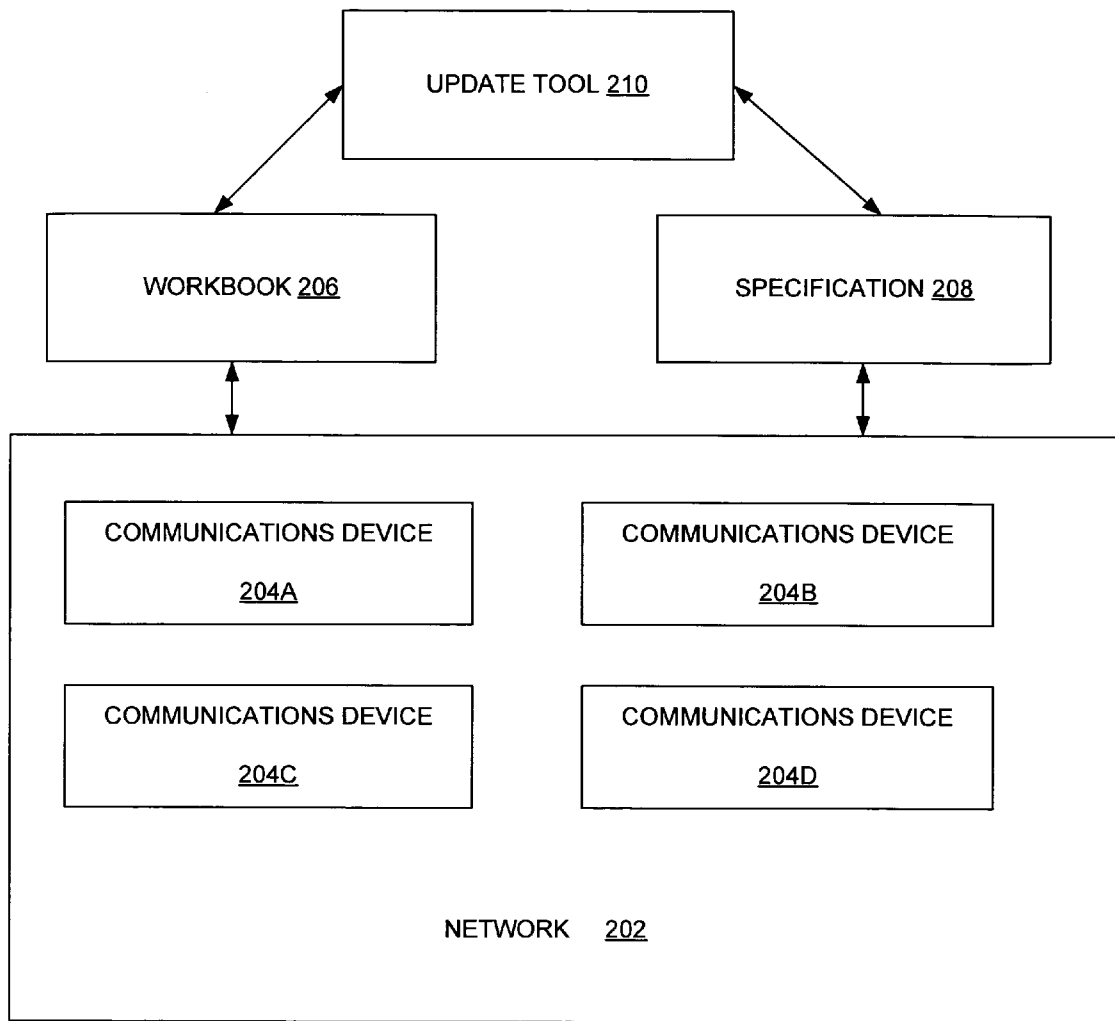 UPDATE TOOL 210
WORKBOOK 206
SPECIFICATION 208
COMMUNICATIONS DEVICE
204A
COMMUNICATIONS DEVICE
204B
COMMUNICATIONS DEVICE
204C
COMMUNICATIONS DEVICE
204D
NETWORK 202